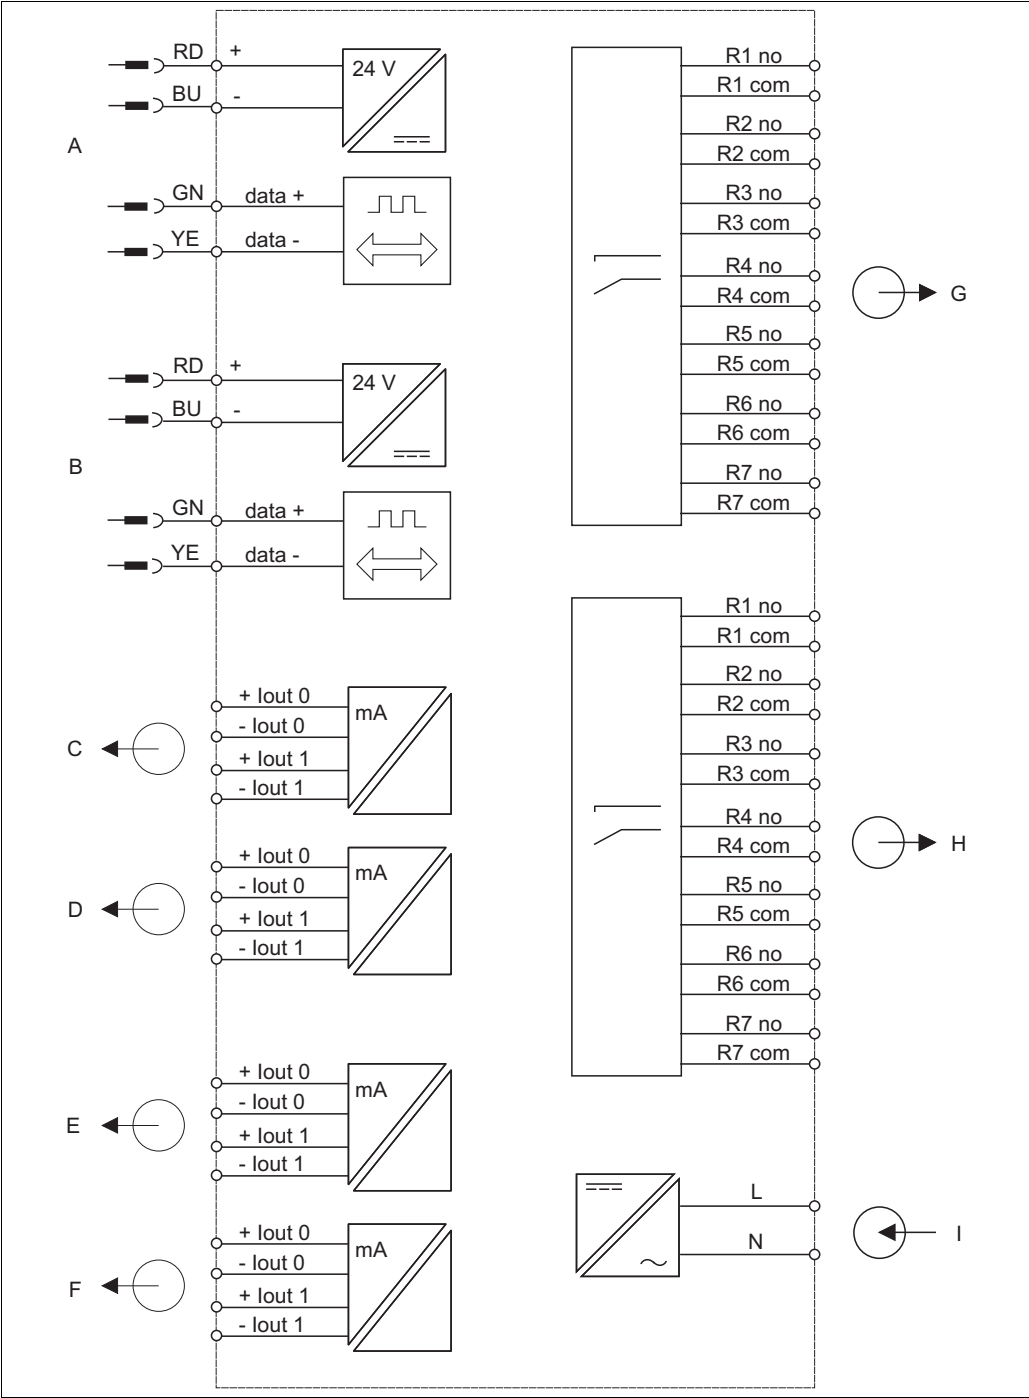 RD +
24 V
BU -
A
GN data +
YE data -
RD +
24 V
BU -
B
GN data +
YE data -
+ Iout 0
mA
- Iout 0
C
+ Iout 1
- Iout 1
+ Iout 0
mA
- Iout 0
D
+ Iout 1
- Iout 1
+ Iout 0
mA
- Iout 0
E
+ Iout 1
- Iout 1
+ Iout 0
mA
- Iout 0
F
+ Iout 1
- Iout 1
R1 no
R1 com
R2 no
R2 com
R3 no
R3 com
R4 no
G
R4 com
R5 no
R5 com
R6 no
R6 com
R7 no
R7 com
R1 no
R1 com
R2 no
R2 com
R3 no
R3 com
R4 no
H
R4 com
R5 no
R5 com
R6 no
R6 com
R7 no
R7 com
L
I
N